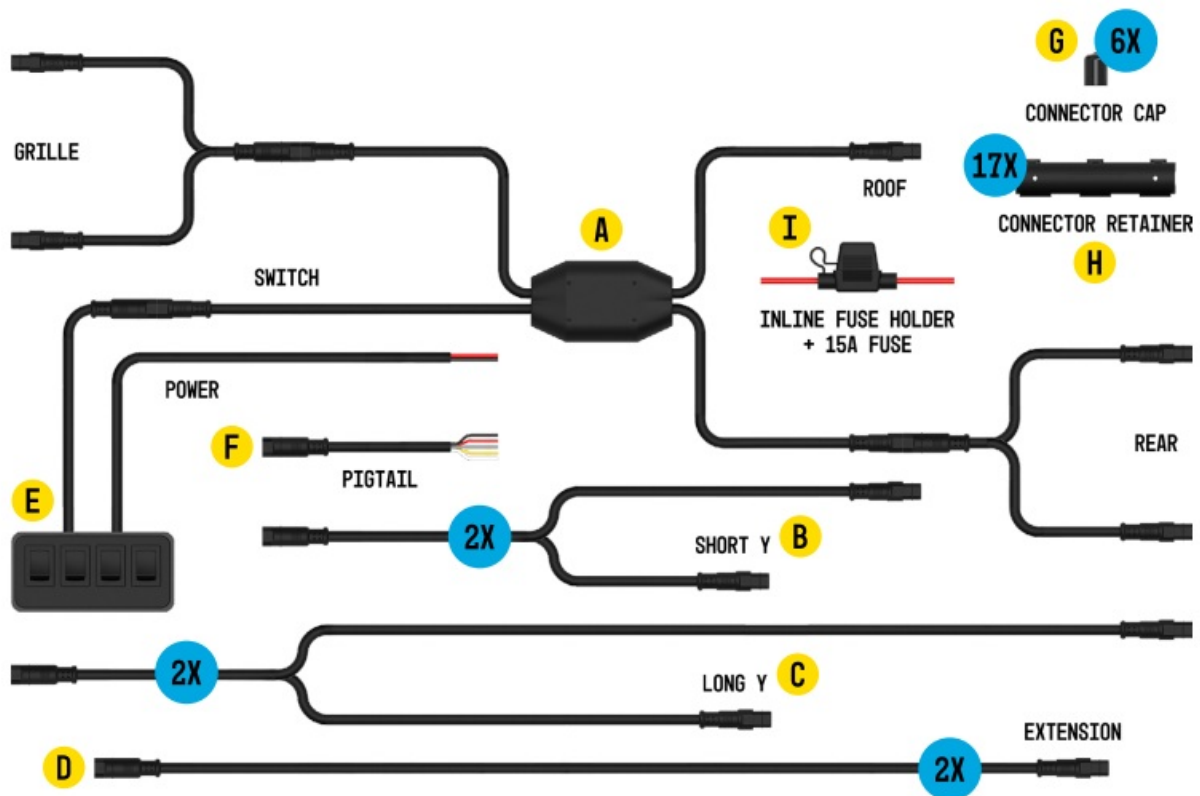 G
6X
CONNECTOR CAP
GRILLE
17X
ROOF
A
I
CONNECTOR RETAINER
H
SWITCH
INLINE FUSE HOLDER
+ 15A FUSE
POWER
F
PIGTAIL
REAR
E
2X
SHORT Y
B
2X
LONG Y
C
EXTENSION
D
2X